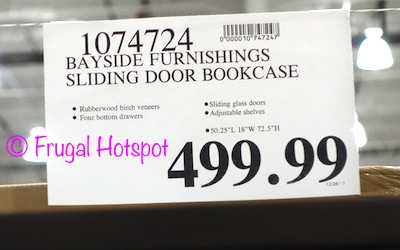 1074724
0000010747247
BAYSIDE FURNISHINGS
SLIDING DOOR BOOKCASE
• Rubberwood birch veneers
• Four bottom drawers
• Sliding glass doors
• Adjustable shelves
• 50.25"L 18"W 72.5"H
© Frugal Hotspot
499.99